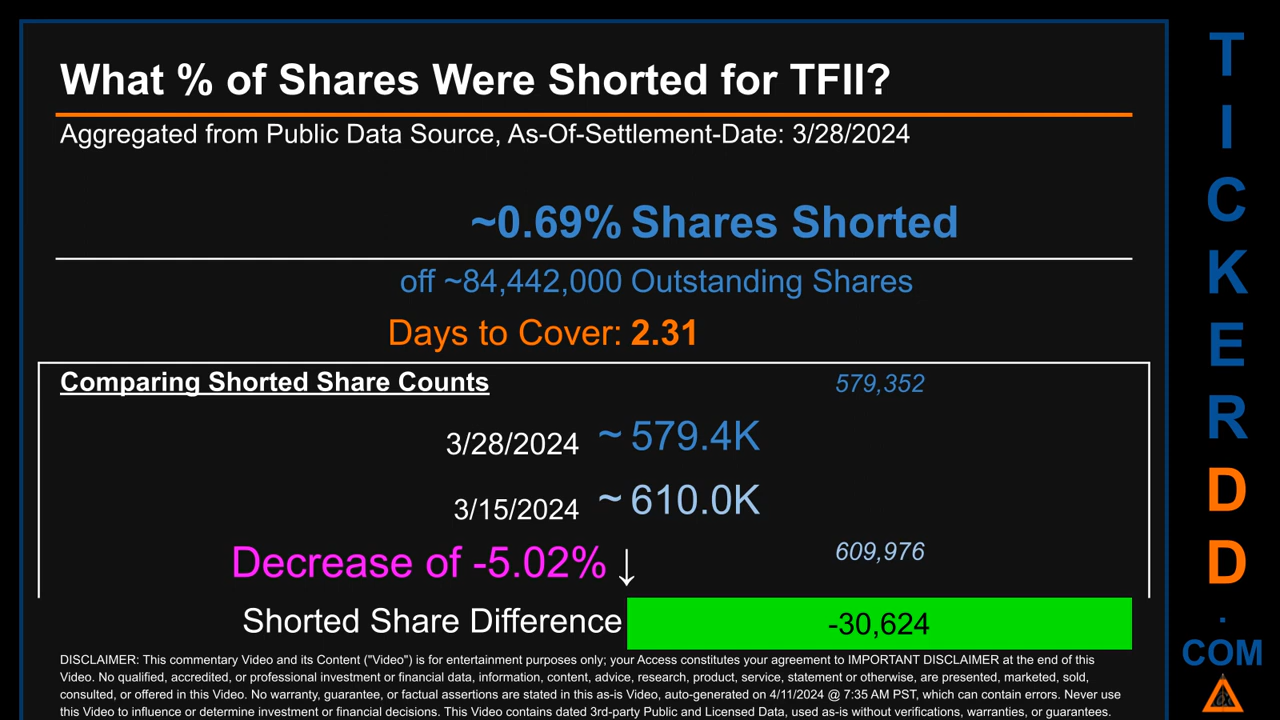 What % of Shares Were Shorted for TFII?
Aggregated from Public Data Source, As-Of-Settlement-Date: 3/28/2024
~0.69% Shares Shorted
off ~84,442,000 Outstanding Shares
Days to Cover: 2.31
Comparing Shorted Share Counts 579,352
3/28/2024 ~ 579.4K
3/15/2024 ~ 610.0K
Decrease of -5.02% ↓ 609,976
Shorted Share Difference -30,624
DISCLAIMER: This commentary Video and its Content ("Video") is for entertainment purposes only; your Access constitutes your agreement to IMPORTANT DISCLAIMER at the end of this
Video. No qualified, accredited, or professional investment or financial data, information, content, advice, research, product, service, statement or otherwise, are presented, marketed, sold,
consulted, or offered in this Video. No warranty, guarantee, or factual assertions are stated in this as-is Video, auto-generated on 4/11/2024 @ 7:35 AM PST, which can contain errors. Never use
this Video to influence or determine investment or financial decisions. This Video contains dated 3rd-party Public and Licensed Data, used as-is without verifications, warranties, or guarantees.
T
I
C
K
E
R
D
D
.
COM